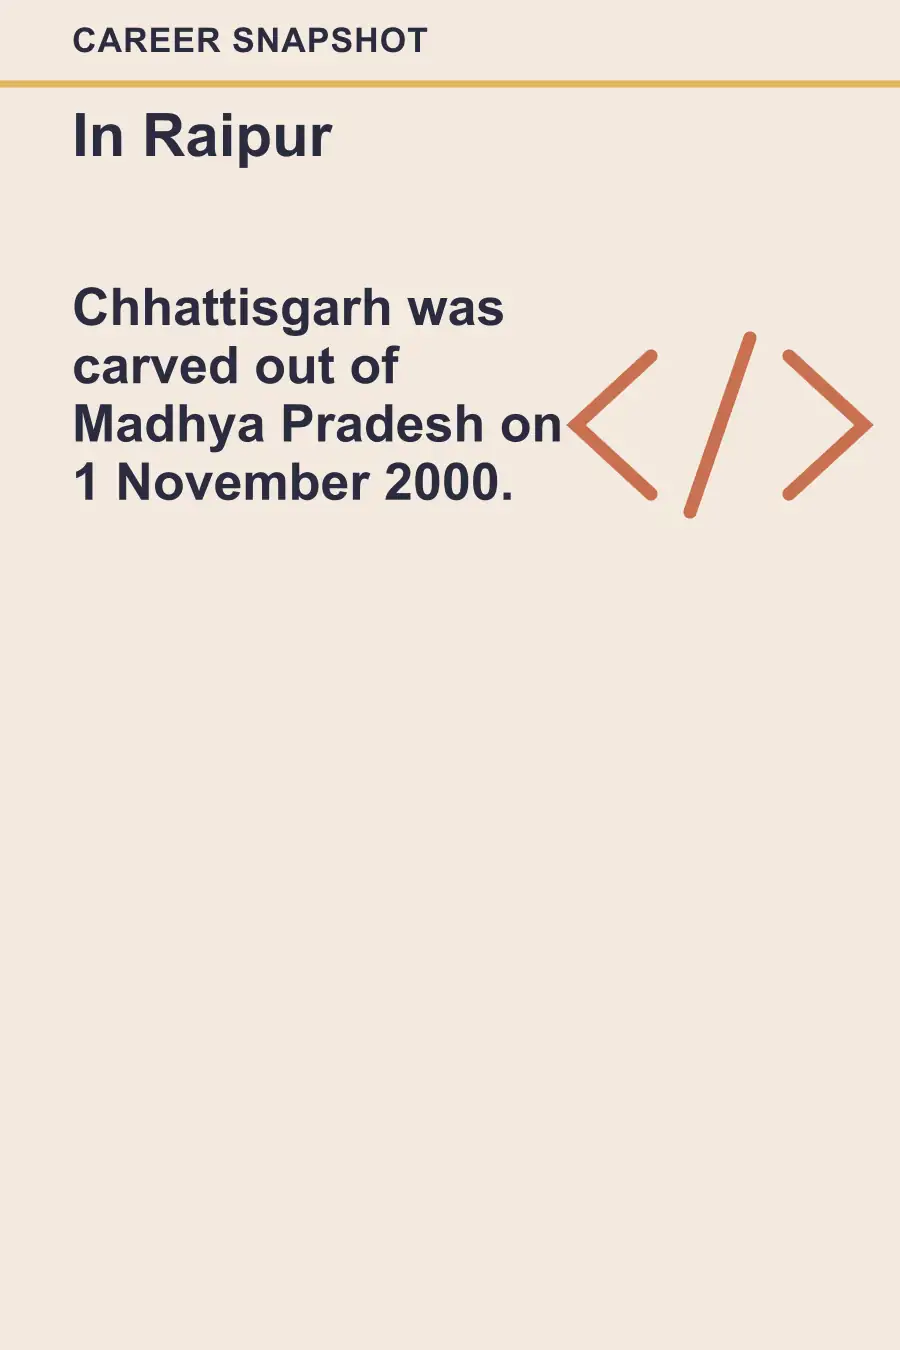 CAREER SNAPSHOT
In Raipur
Chhattisgarh was
carved out of
Madhya Pradesh on
1 November 2000.